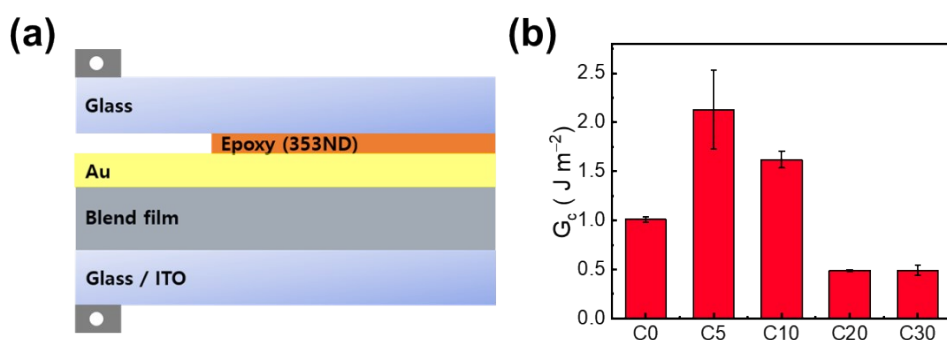 (a)
Glass
Epoxy (353ND)
Au
Blend film
Glass / ITO
(b)
G_c ( J m⁻²)
2.5
2.0
1.5
1.0
0.5
0.0
C0 C5 C10 C20 C30